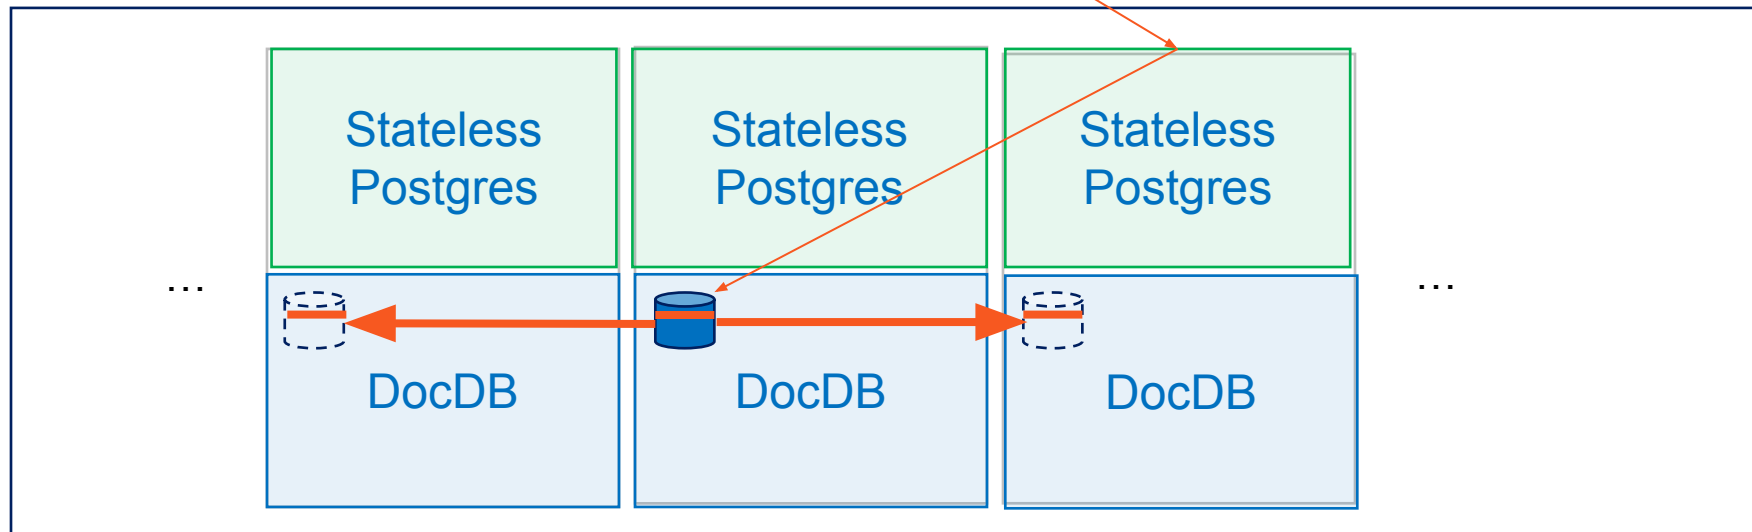 Stateless
Postgres
Stateless
Postgres
Stateless
Postgres
...
...
DocDB
DocDB
DocDB